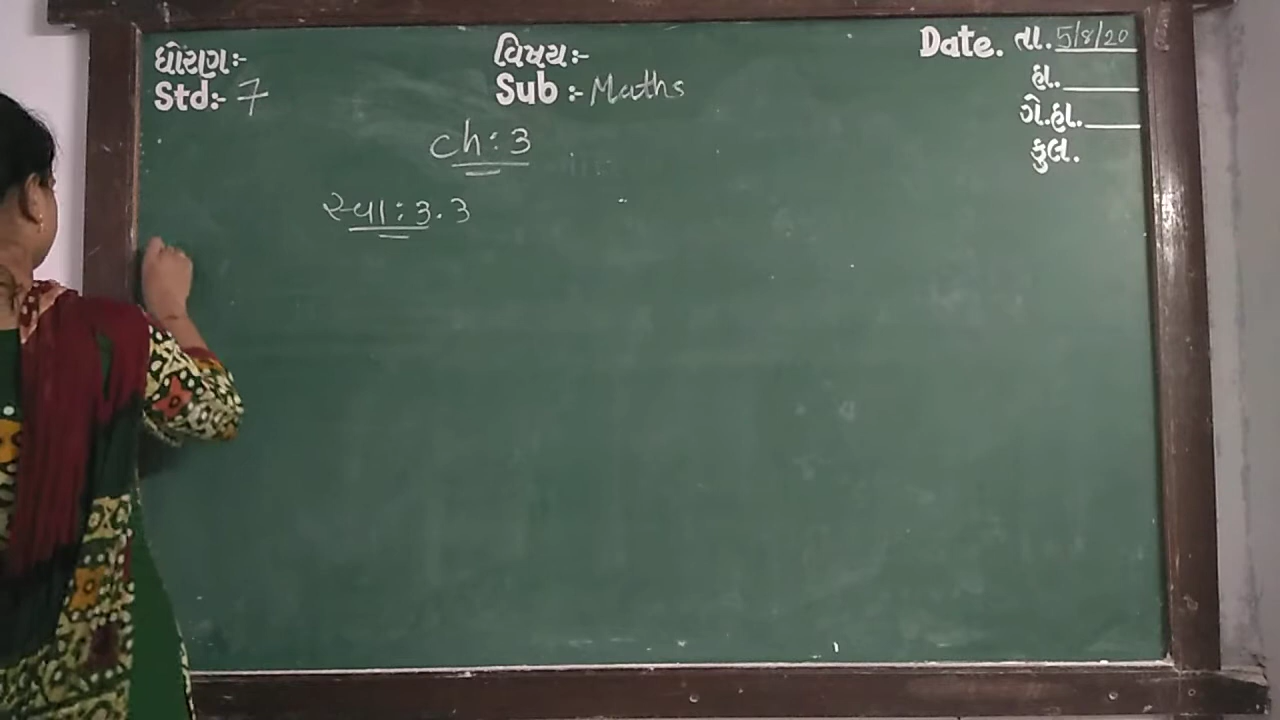 ધોરણઃ- વિષયઃ- Date. તા. 5/8/20
Std:- 7 Sub :- Maths હા.
ગે.હા.
કુલ.
ch : 3
સ્વા : 3.3